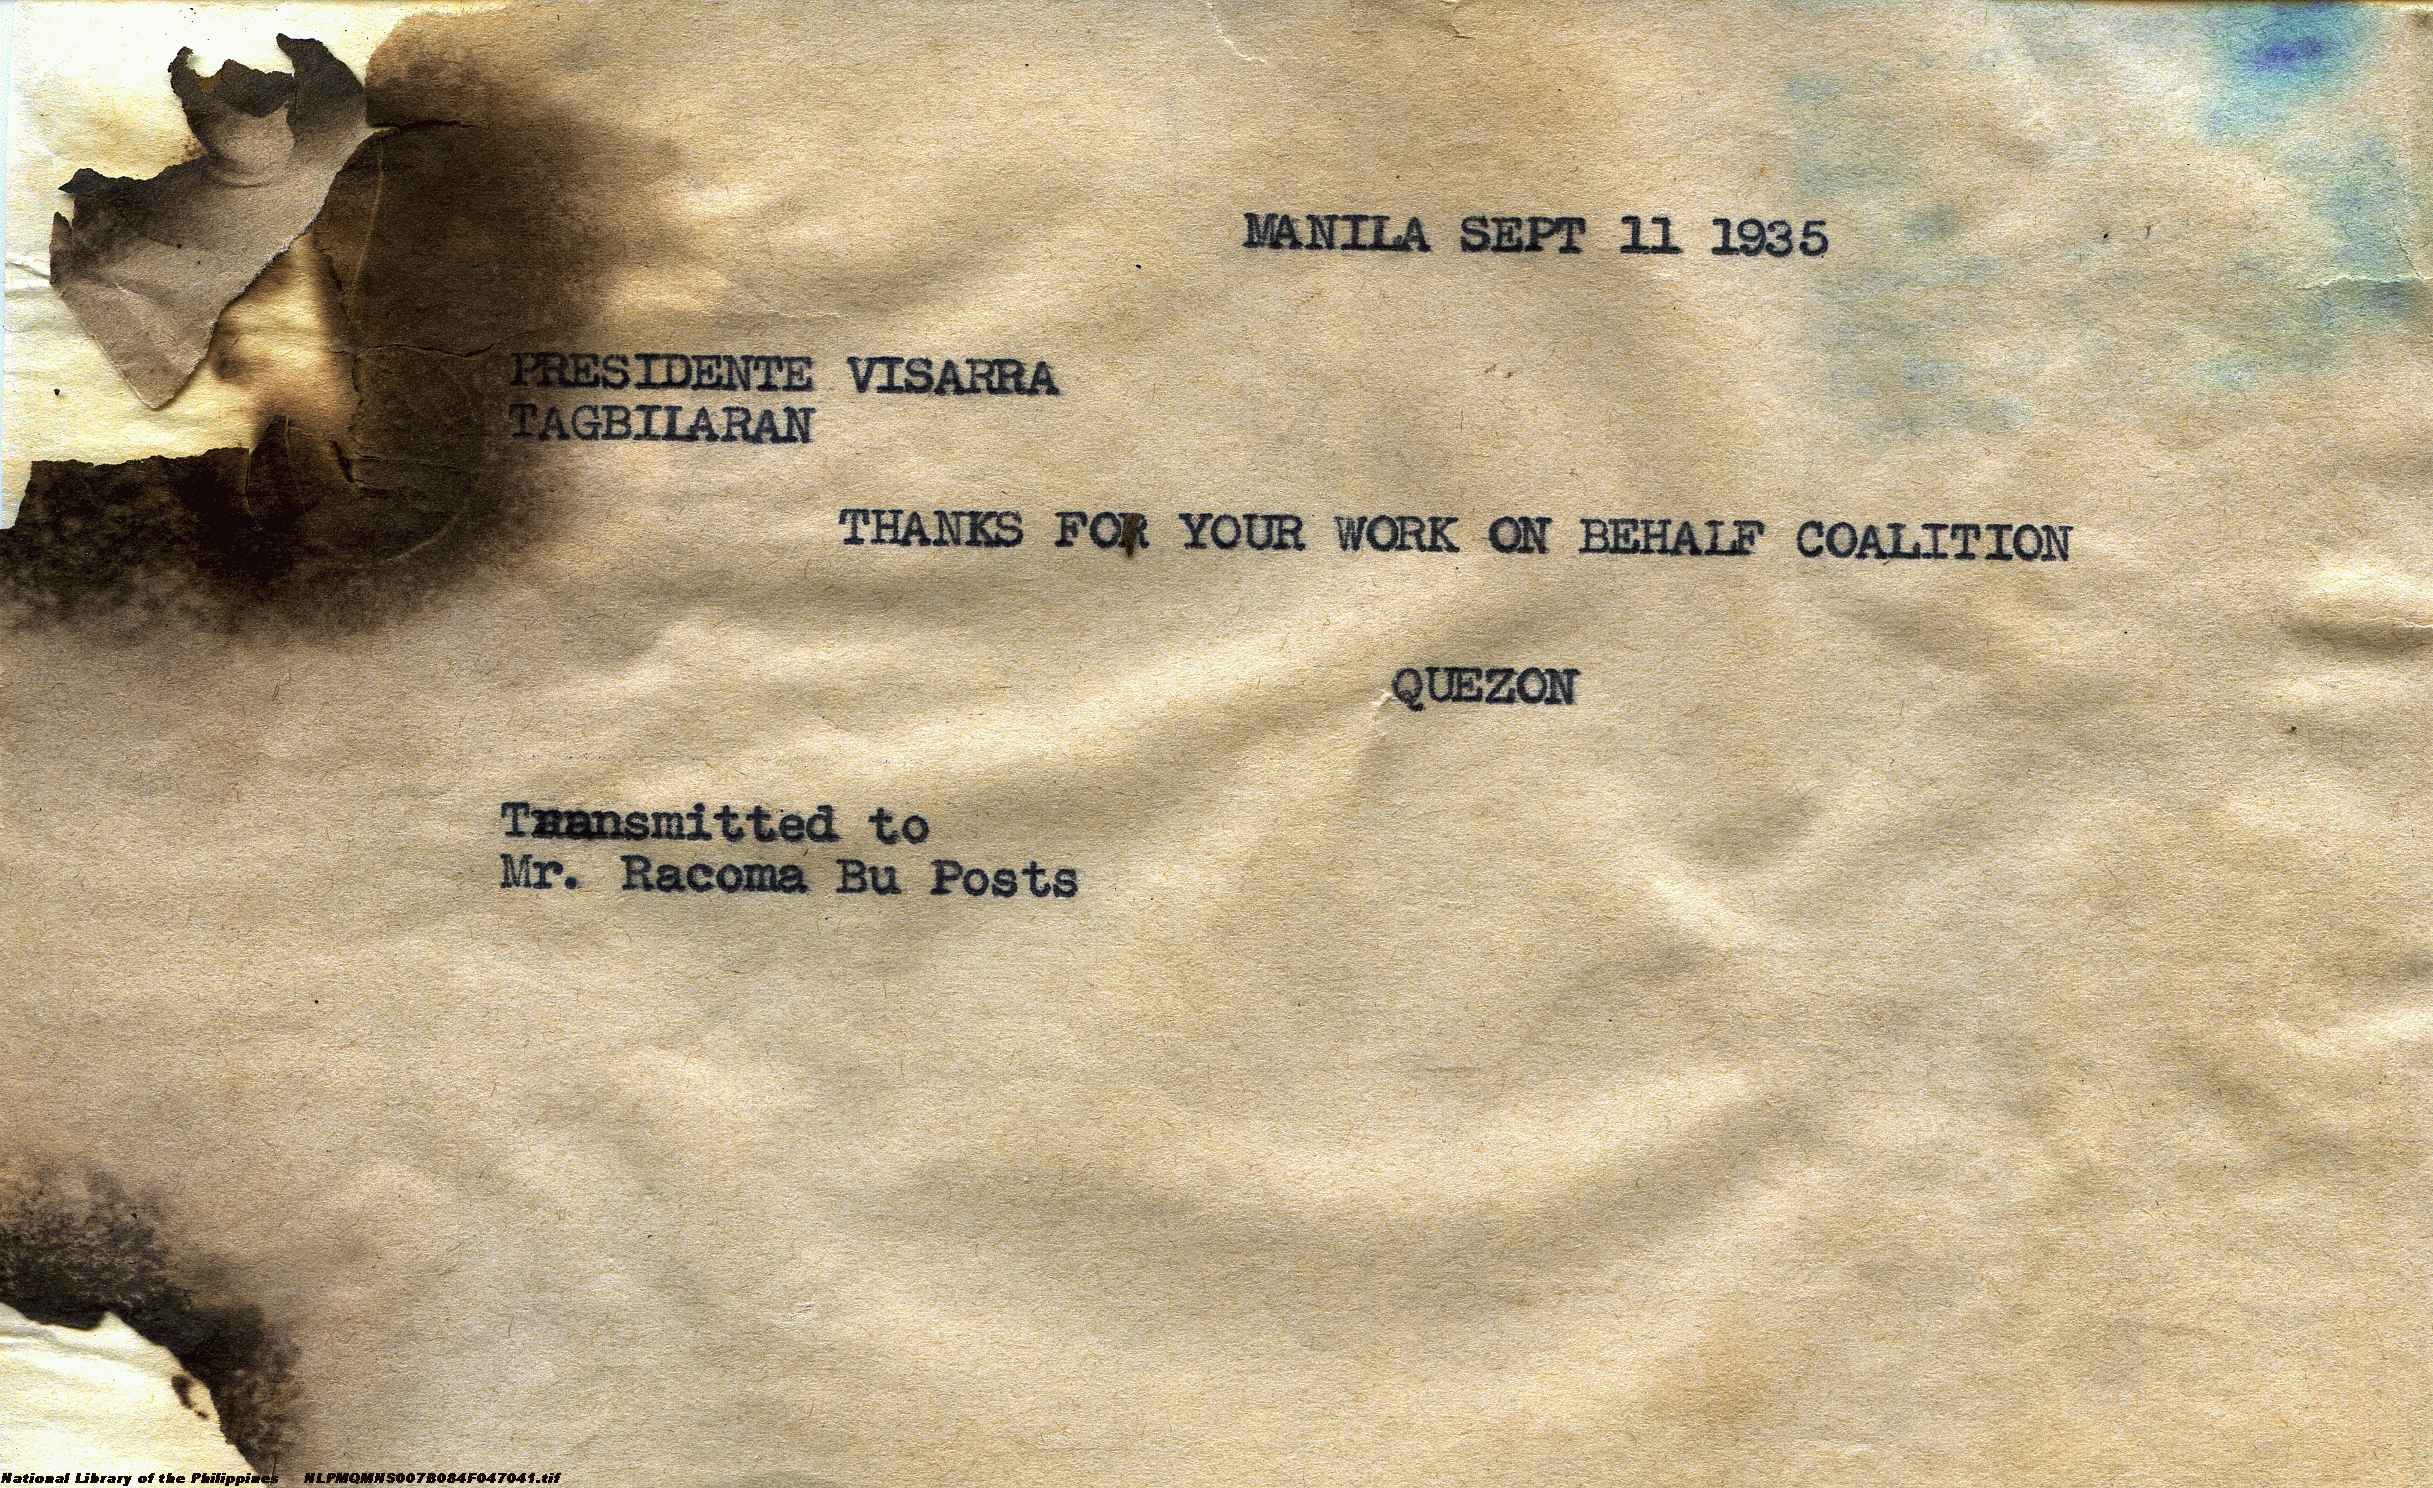 MANILA SEPT 11 1935
PRESIDENTE VISARRA
TAGBILARAN
THANKS FOR YOUR WORK ON BEHALF COALITION
QUEZON
Transmitted to
Mr. Racoma Bu Posts
National Library of the Philippines NLPMQMNS007B084F047041.tif